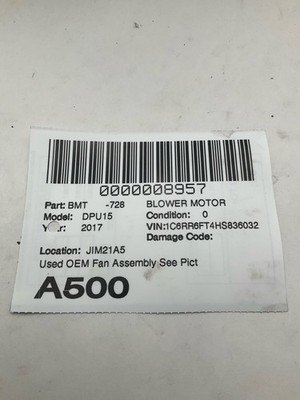 0000008957
Part: BMT -728 BLOWER MOTOR
Model: DPU15 Condition: 0
Year: 2017 VIN:1C6RR6FT4HS836032
Damage Code:
Location: JIM21A5
Used OEM Fan Assembly See Pict
A500